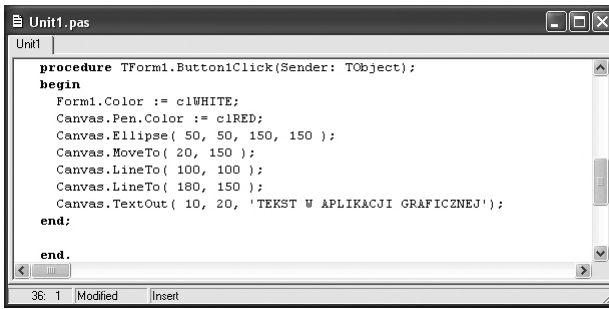 Unit1.pas
Unit1
procedure TForm1.Button1Click(Sender: TObject);
begin
Form1.Color := clWHITE;
Canvas.Pen.Color := clRED;
Canvas.Ellipse( 50, 50, 150, 150 );
Canvas.MoveTo( 20, 150 );
Canvas.LineTo( 100, 100 );
Canvas.LineTo( 180, 150 );
Canvas.TextOut( 10, 20, 'TEKST W APLIKACJI GRAFICZNEJ');
end;
end.
36: 1 Modified Insert